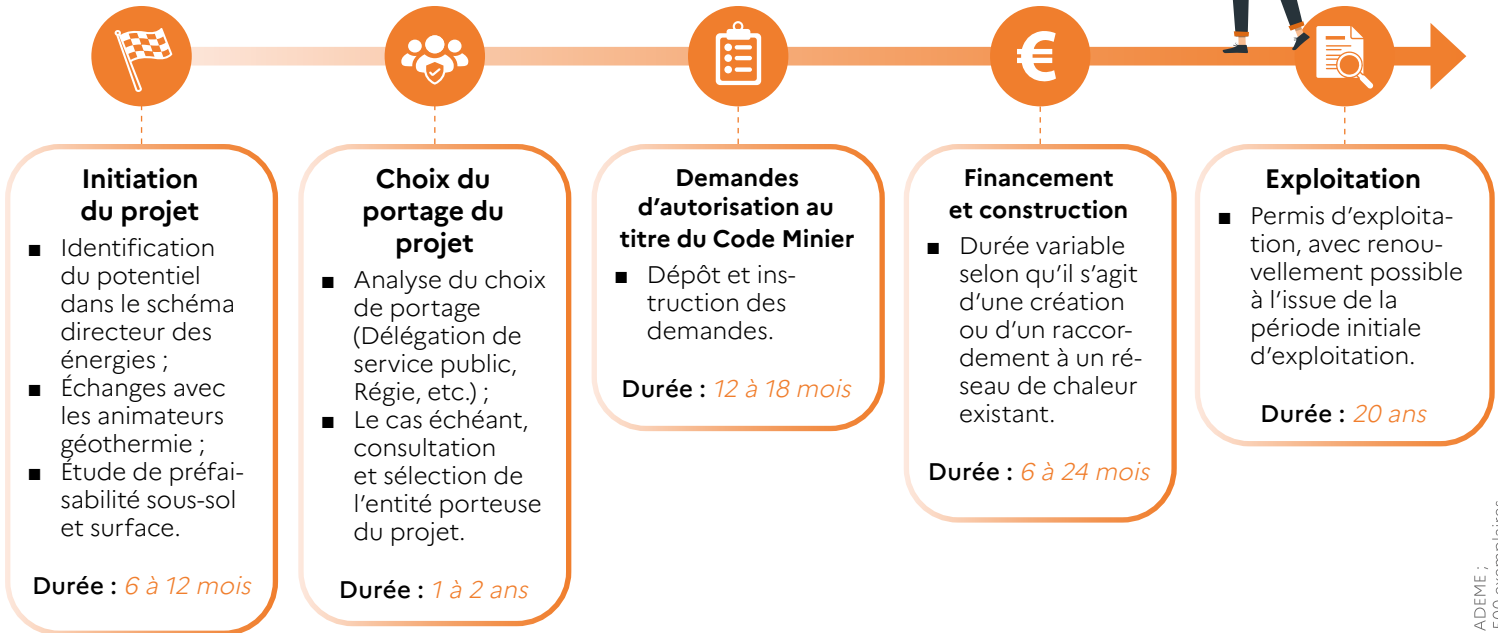 €
Initiation
du projet
■ Identification
du potentiel
dans le schéma
directeur des
énergies ;
■ Échanges avec
les animateurs
géothermie ;
■ Étude de préfai-
sabilité sous-sol
et surface.
Durée : 6 à 12 mois
Choix du
portage du
projet
■ Analyse du choix
de portage
(Délégation de
service public,
Régie, etc.) ;
■ Le cas échéant,
consultation
et sélection de
l'entité porteuse
du projet.
Durée : 1 à 2 ans
Demandes
d'autorisation au
titre du Code Minier
■ Dépôt et ins-
truction des
demandes.
Durée : 12 à 18 mois
Financement
et construction
■ Durée variable
selon qu'il s'agit
d'une création
ou d'un raccor-
dement à un ré-
seau de chaleur
existant.
Durée : 6 à 24 mois
Exploitation
■ Permis d'exploita-
tion, avec renou-
vellement possible
à l'issue de la
période initiale
d'exploitation.
Durée : 20 ans
ADEME ;
500 exemplaires